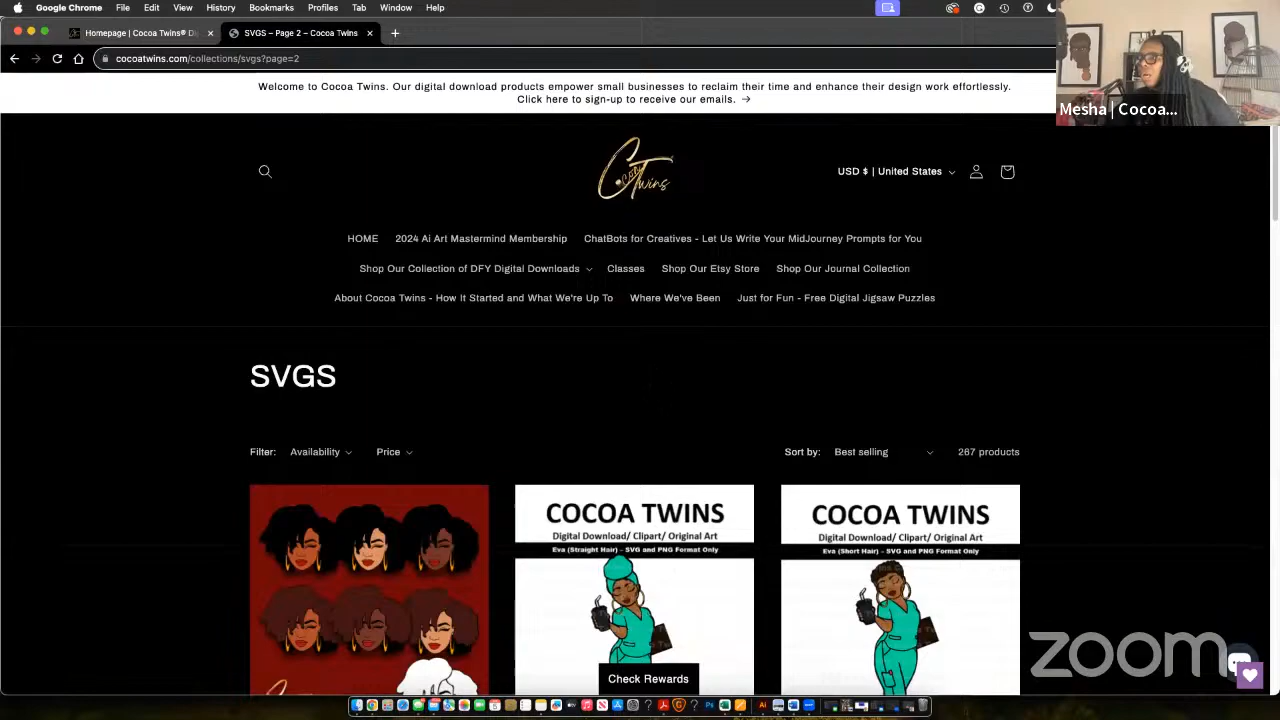 Google Chrome File Edit View History Bookmarks Profiles Tab Window Help
Homepage | Cocoa Twins® D
SVGS – Page 2 – Cocoa Twins
cocoatwins.com/collections/svgs?page=2
Mesha | Cocoa...
Welcome to Cocoa Twins. Our digital download products empower small businesses to reclaim their time and enhance their design work effortlessly.
Click here to sign-up to receive our emails. →
Cocoa Twins
USD $ | United States
HOME 2024 Ai Art Mastermind Membership ChatBots for Creatives - Let Us Write Your MidJourney Prompts for You
Shop Our Collection of DFY Digital Downloads Classes Shop Our Etsy Store Shop Our Journal Collection
About Cocoa Twins - How It Started and What We're Up To Where We've Been Just for Fun - Free Digital Jigsaw Puzzles
SVGS
Filter: Availability Price Sort by: Best selling 267 products
COCOA TWINS
Digital Download/ Clipart/ Original Art
Eva (Straight Hair) – SVG and PNG Format Only
COCOA TWINS
Digital Download/ Clipart/ Original Art
Eva (Short Hair) – SVG and PNG Format Only
Check Rewards
zoom